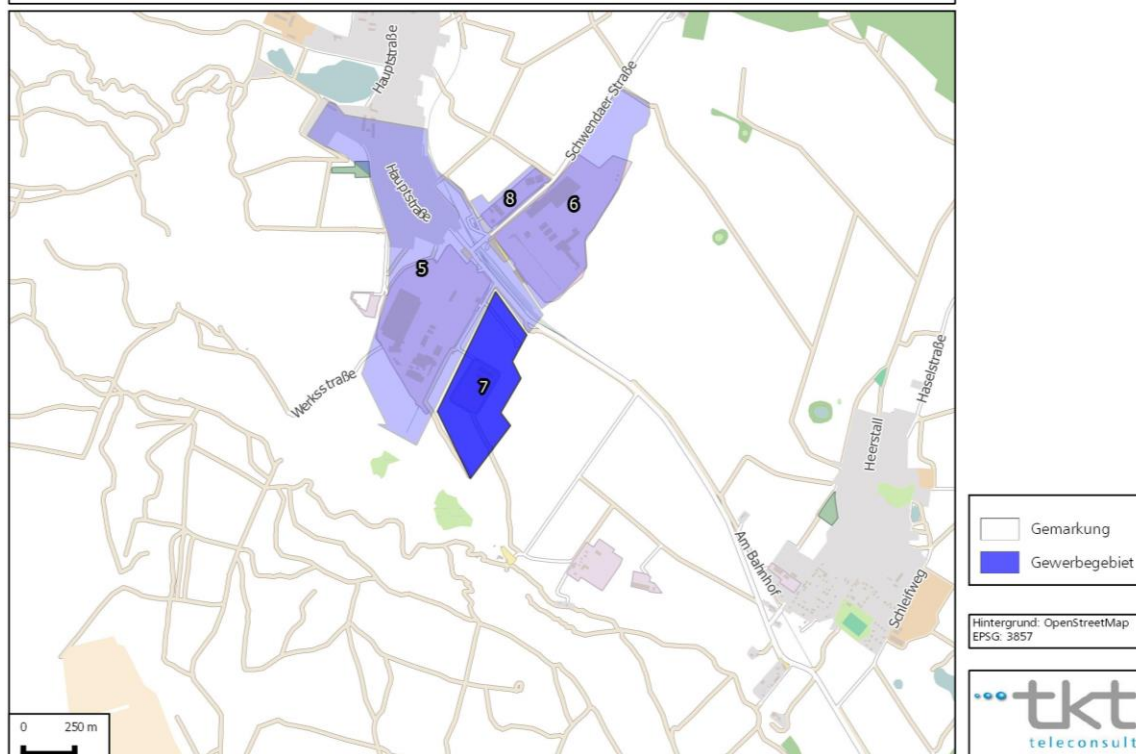 Hauptstraße
Schwendaer-Straße
Hauptstraße
8
6
5
7
Werksstraße
Haselstraße
Heerstall
Am Bahnhof
Schleifweg
0 250 m
Gemarkung
Gewerbegebiet
Hintergrund: OpenStreetMap
EPSG: 3857
tkt
teleconsult